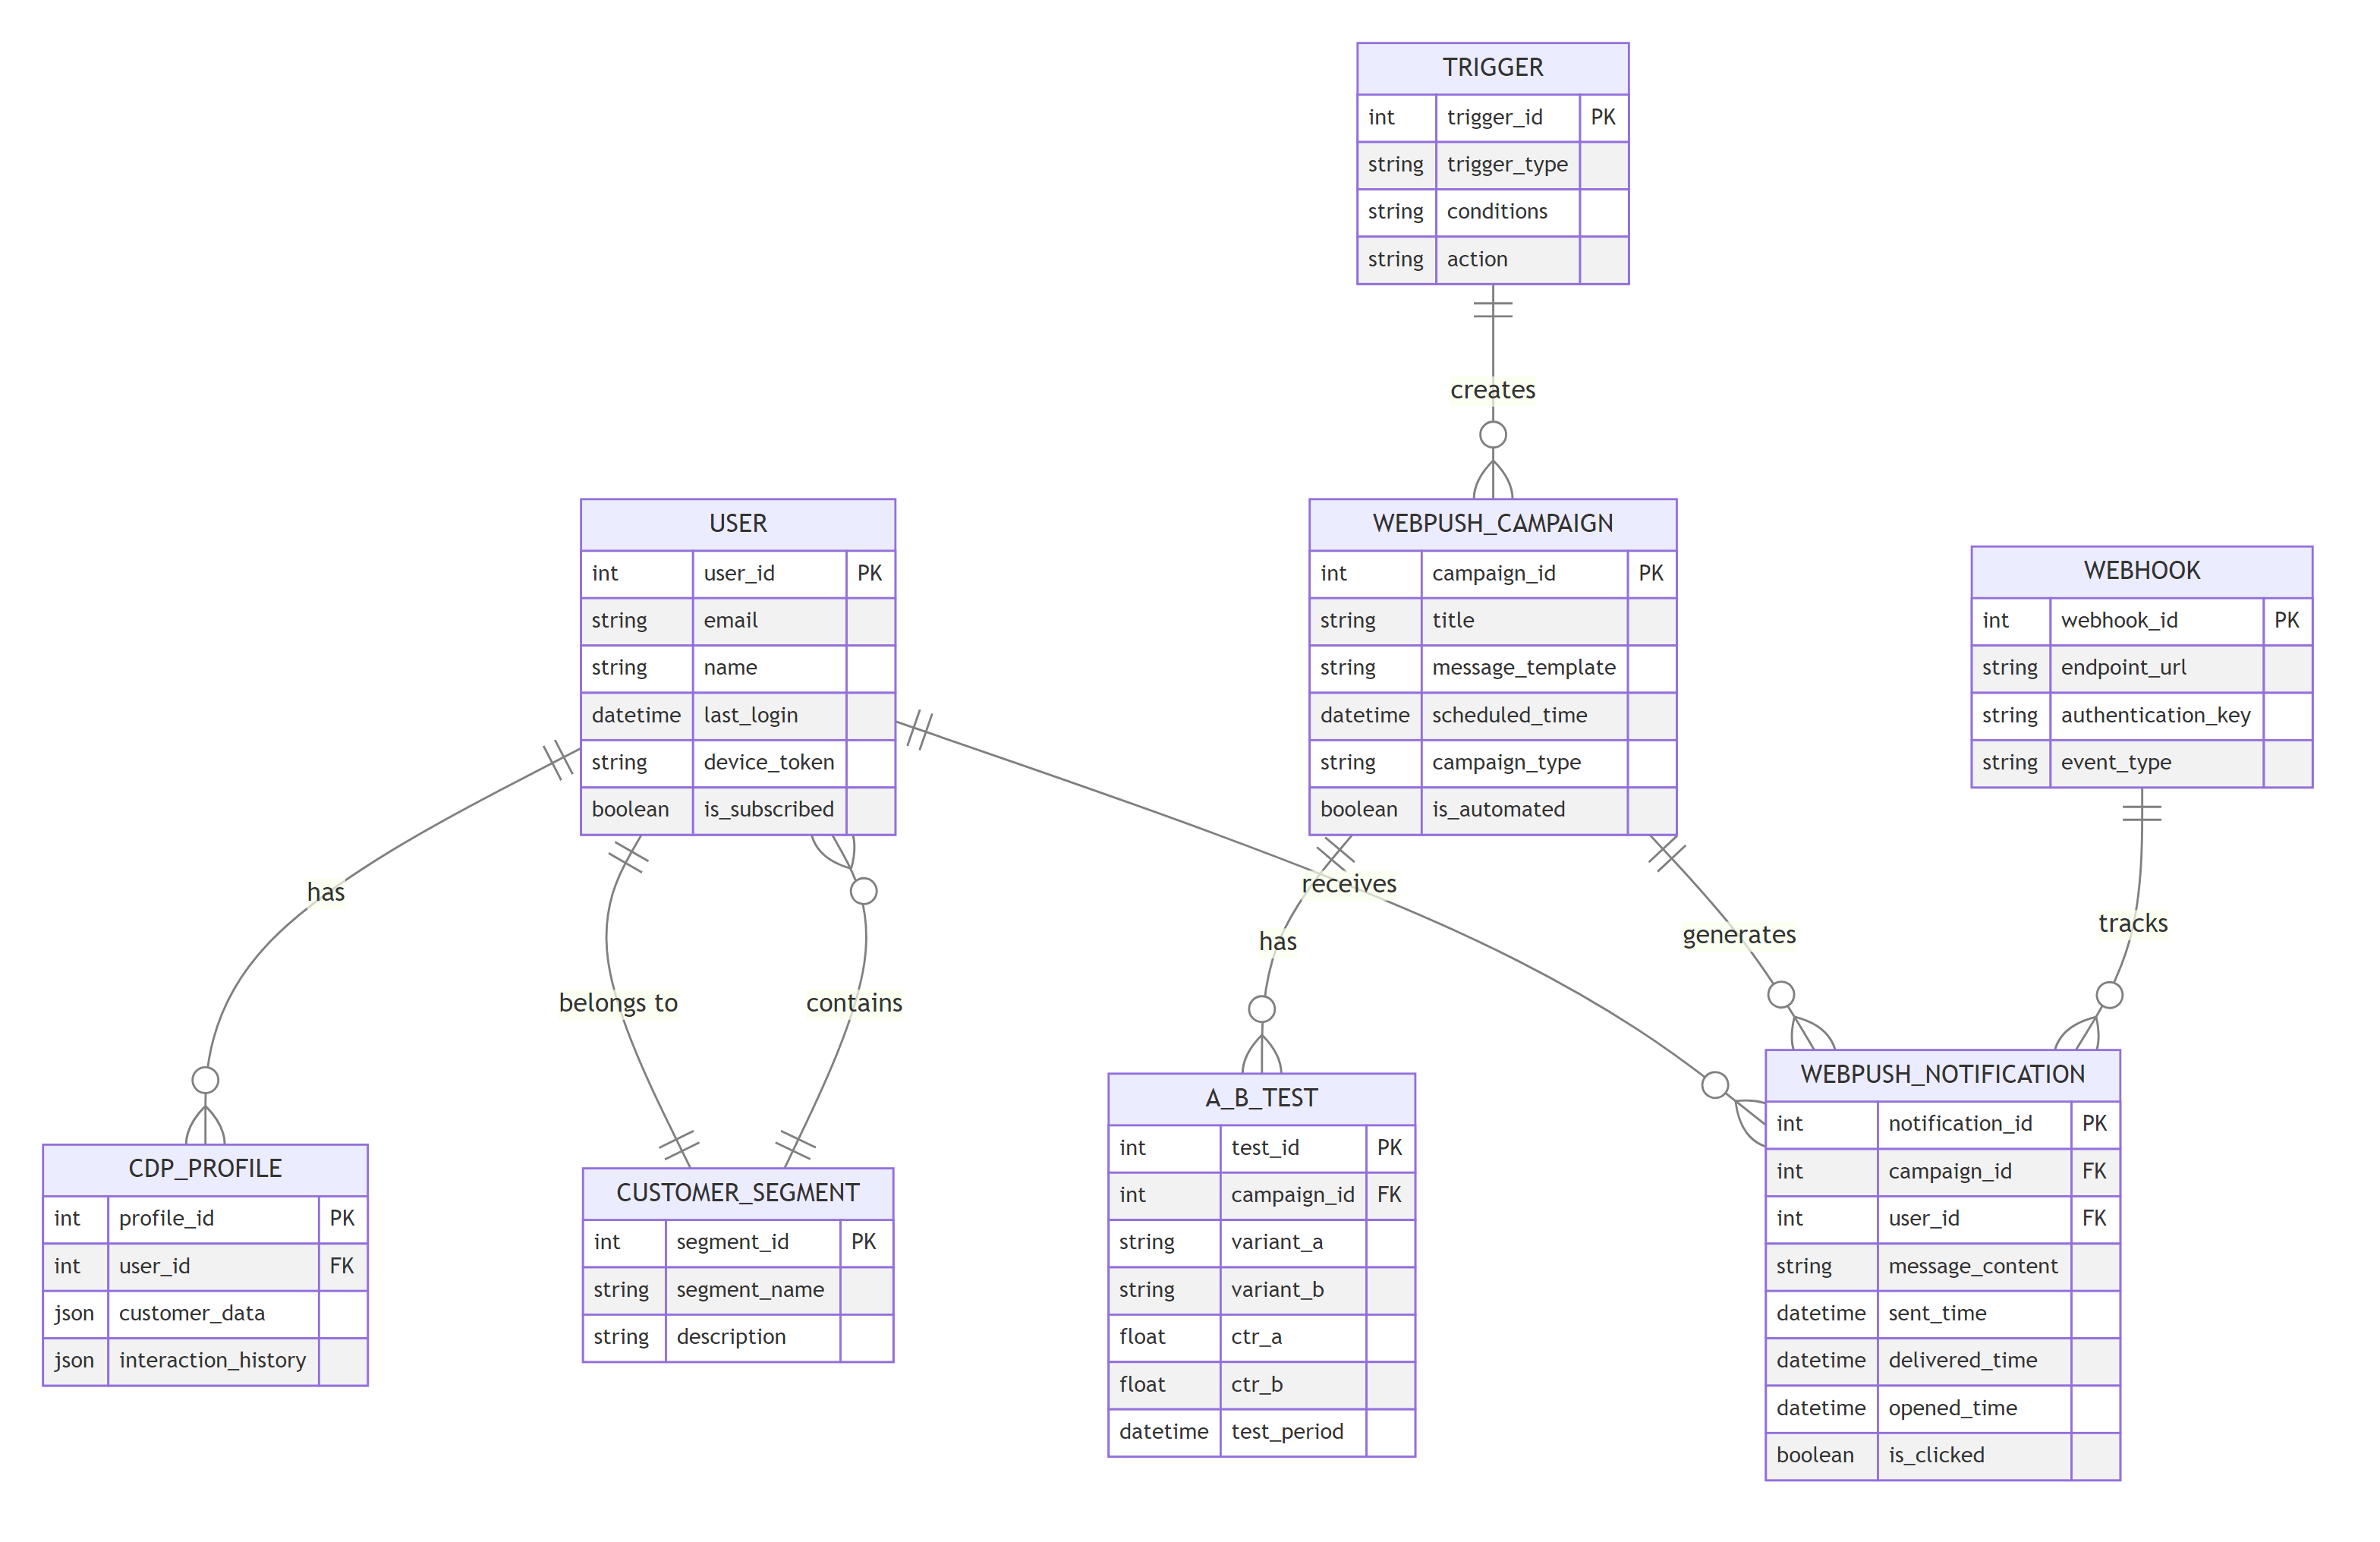 TRIGGER
int trigger_id PK
string trigger_type
string conditions
string action
creates
USER
int user_id PK
string email
string name
datetime last_login
string device_token
boolean is_subscribed
WEBPUSH_CAMPAIGN
int campaign_id PK
string title
string message_template
datetime scheduled_time
string campaign_type
boolean is_automated
WEBHOOK
int webhook_id PK
string endpoint_url
string authentication_key
string event_type
has
belongs to
contains
receives
has
generates
tracks
CDP_PROFILE
int profile_id PK
int user_id FK
json customer_data
json interaction_history
CUSTOMER_SEGMENT
int segment_id PK
string segment_name
string description
A_B_TEST
int test_id PK
int campaign_id FK
string variant_a
string variant_b
float ctr_a
float ctr_b
datetime test_period
WEBPUSH_NOTIFICATION
int notification_id PK
int campaign_id FK
int user_id FK
string message_content
datetime sent_time
datetime delivered_time
datetime opened_time
boolean is_clicked